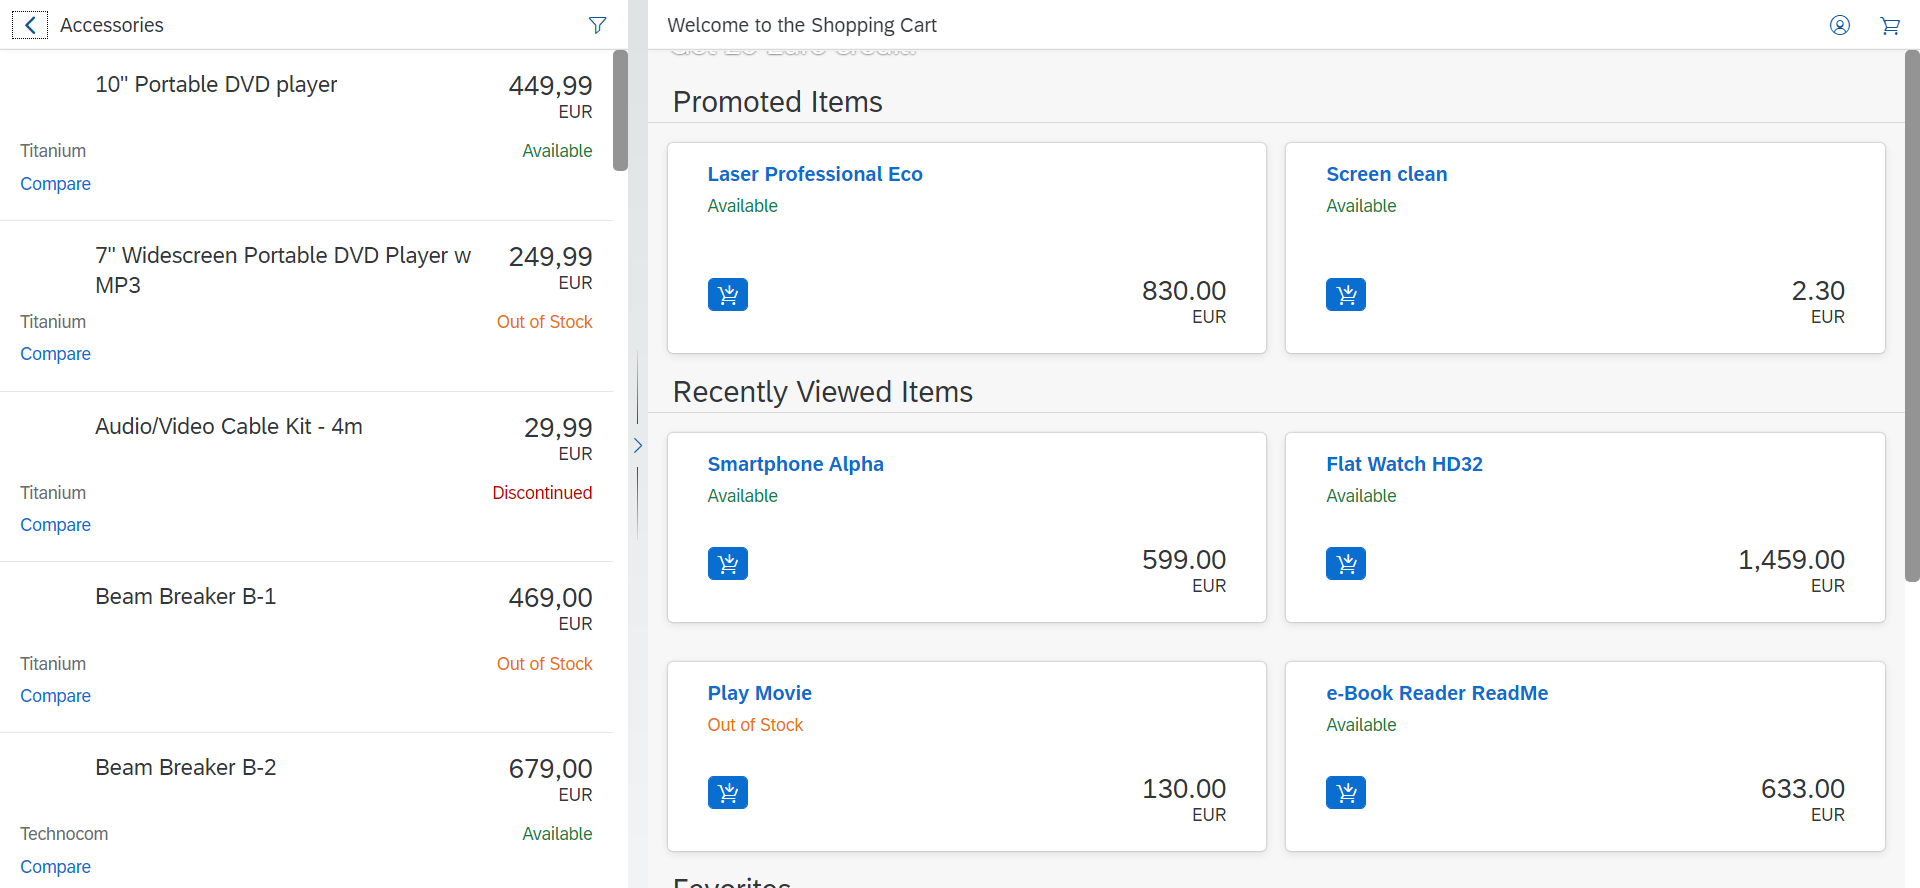 Accessories
10" Portable DVD player
449,99
EUR
Titanium
Available
Compare
7" Widescreen Portable DVD Player w
MP3
249,99
EUR
Titanium
Out of Stock
Compare
Audio/Video Cable Kit - 4m
29,99
EUR
Titanium
Discontinued
Compare
Beam Breaker B-1
469,00
EUR
Titanium
Out of Stock
Compare
Beam Breaker B-2
679,00
EUR
Technocom
Available
Compare
Welcome to the Shopping Cart
Promoted Items
Laser Professional Eco
Available
830.00
EUR
Screen clean
Available
2.30
EUR
Recently Viewed Items
Smartphone Alpha
Available
599.00
EUR
Flat Watch HD32
Available
1,459.00
EUR
Play Movie
Out of Stock
130.00
EUR
e-Book Reader ReadMe
Available
633.00
EUR
Favorites